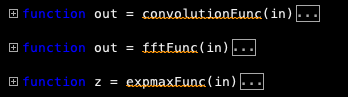 function out = convolutionFunc(in)...
function out = fftFunc(in)...
function z = expmaxFunc(in)...